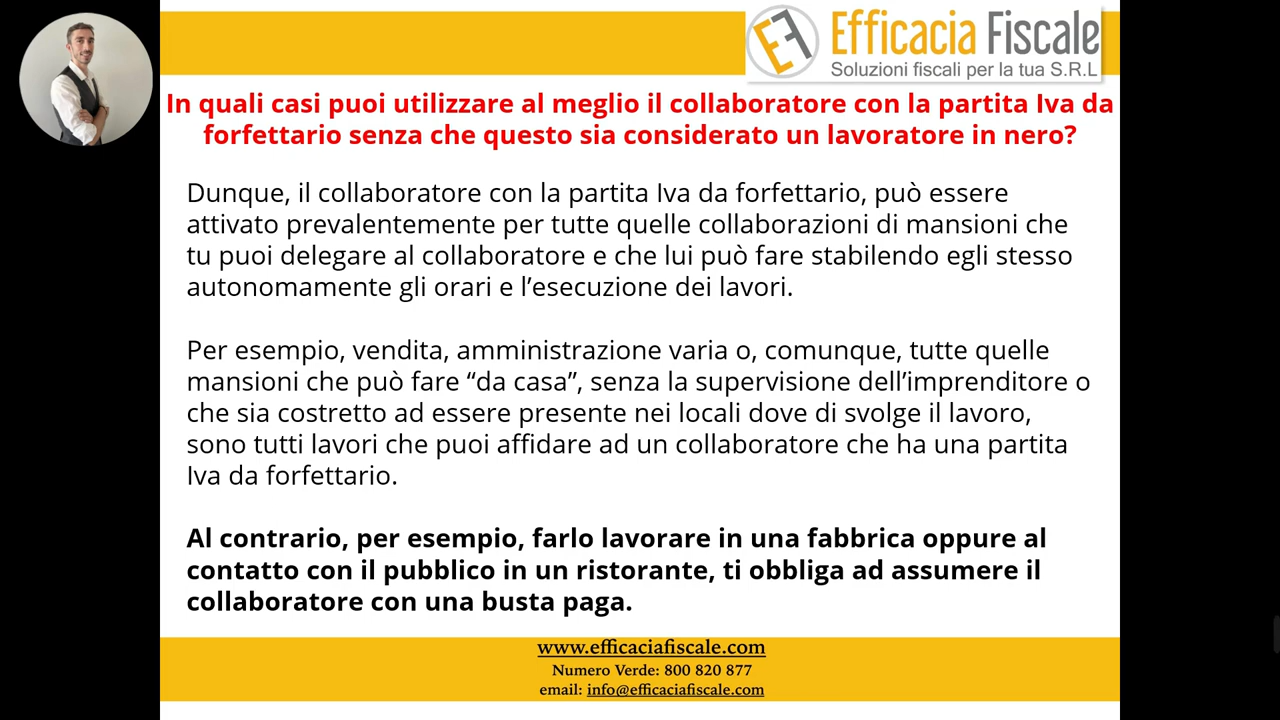 Efficacia Fiscale
Soluzioni fiscali per la tua S.R.L
In quali casi puoi utilizzare al meglio il collaboratore con la partita Iva da
forfettario senza che questo sia considerato un lavoratore in nero?
Dunque, il collaboratore con la partita Iva da forfettario, può essere
attivato prevalentemente per tutte quelle collaborazioni di mansioni che
tu puoi delegare al collaboratore e che lui può fare stabilendo egli stesso
autonomamente gli orari e l’esecuzione dei lavori.
Per esempio, vendita, amministrazione varia o, comunque, tutte quelle
mansioni che può fare “da casa”, senza la supervisione dell’imprenditore o
che sia costretto ad essere presente nei locali dove di svolge il lavoro,
sono tutti lavori che puoi affidare ad un collaboratore che ha una partita
Iva da forfettario.
Al contrario, per esempio, farlo lavorare in una fabbrica oppure al
contatto con il pubblico in un ristorante, ti obbliga ad assumere il
collaboratore con una busta paga.
www.efficaciafiscale.com
Numero Verde: 800 820 877
email: info@efficaciafiscale.com